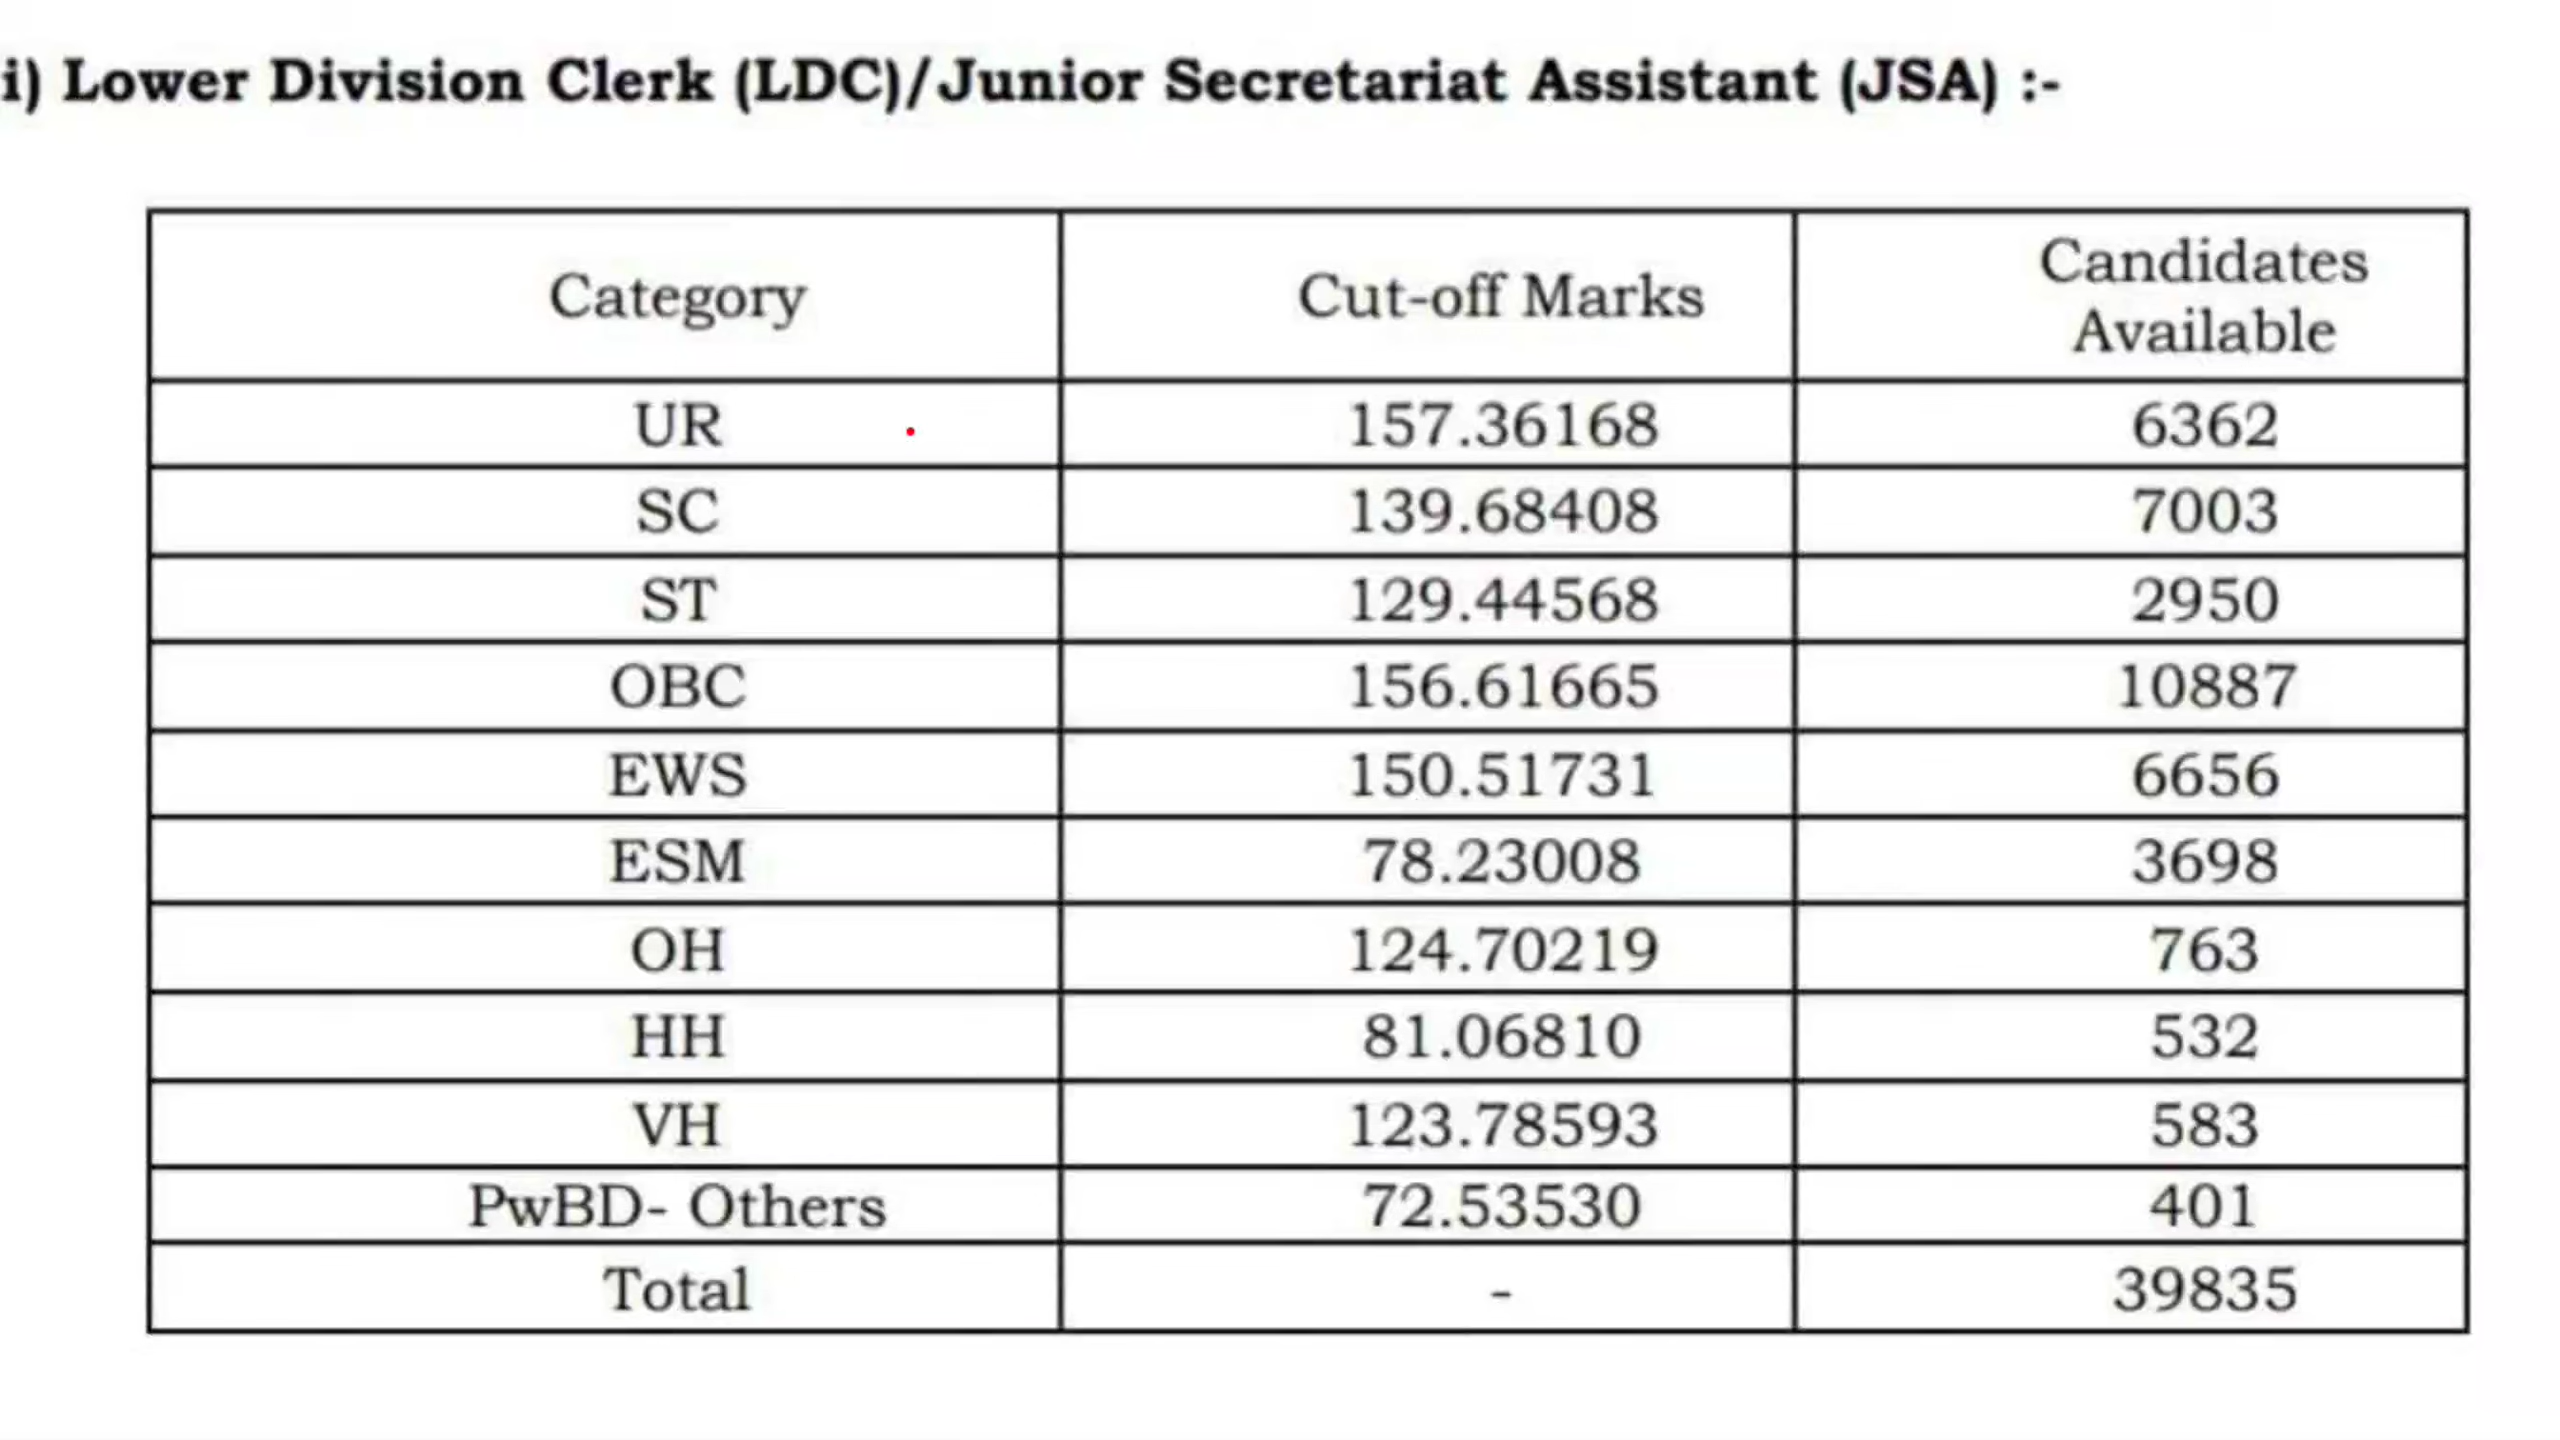 i) Lower Division Clerk (LDC)/Junior Secretariat Assistant (JSA) :-
Category Cut-off Marks Candidates Available
UR 157.36168 6362
SC 139.68408 7003
ST 129.44568 2950
OBC 156.61665 10887
EWS 150.51731 6656
ESM 78.23008 3698
OH 124.70219 763
HH 81.06810 532
VH 123.78593 583
PwBD- Others 72.53530 401
Total - 39835